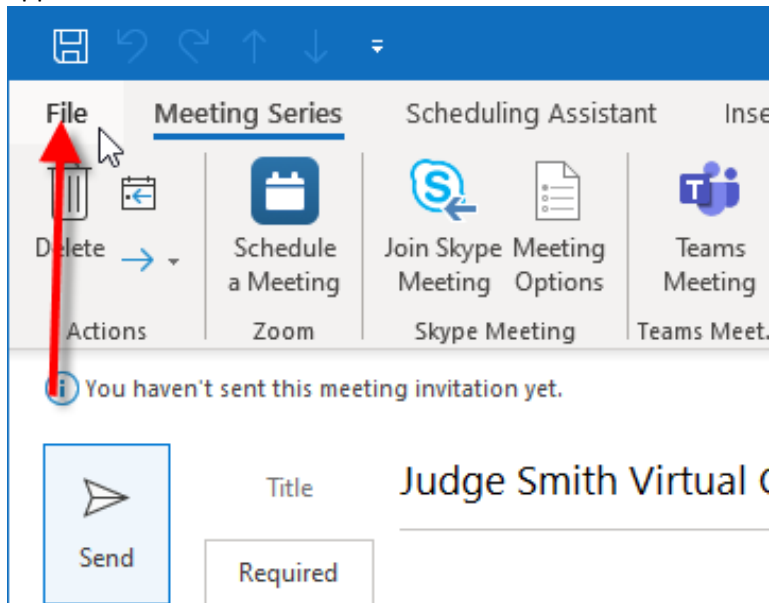 File Meeting Series Scheduling Assistant Inse
Delete Schedule a Meeting Join Skype Meeting Meeting Options Teams Meeting
Actions Zoom Skype Meeting Teams Meet.
You haven't sent this meeting invitation yet.
Title Judge Smith Virtual
Send
Required